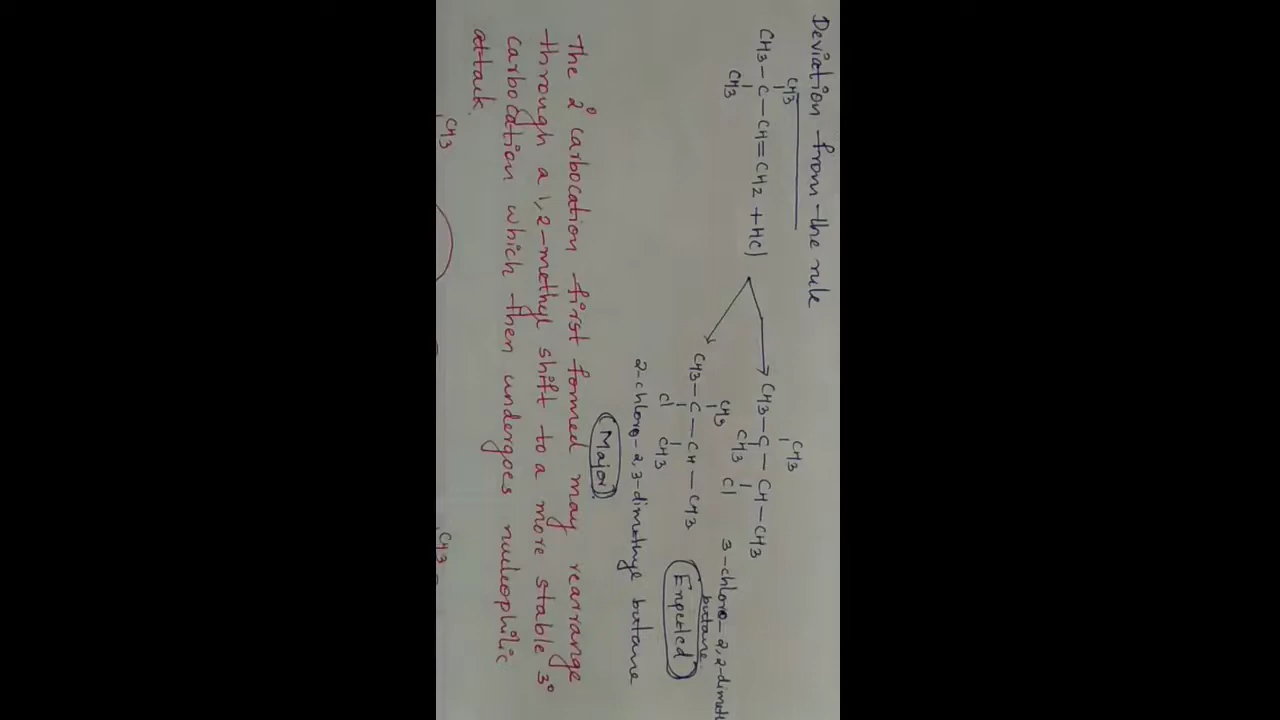 Deviation from the rule
CH3
CH3-C-CH=CH2+HCl
CH3
CH3
CH3-C-CH-CH3
CH3 Cl
3-chloro-2,2-dimet
butane.
Expected
CH3
CH3-C-CH-CH3
Cl CH3
2-chloro-2,3-dimethyl butane
(Major)
The 2° carbocation first formed may rearrange
through a 1,2-methyl shift to a more stable 3°
carbocation which then undergoes nucleophilic
attack.
CH3 CH3